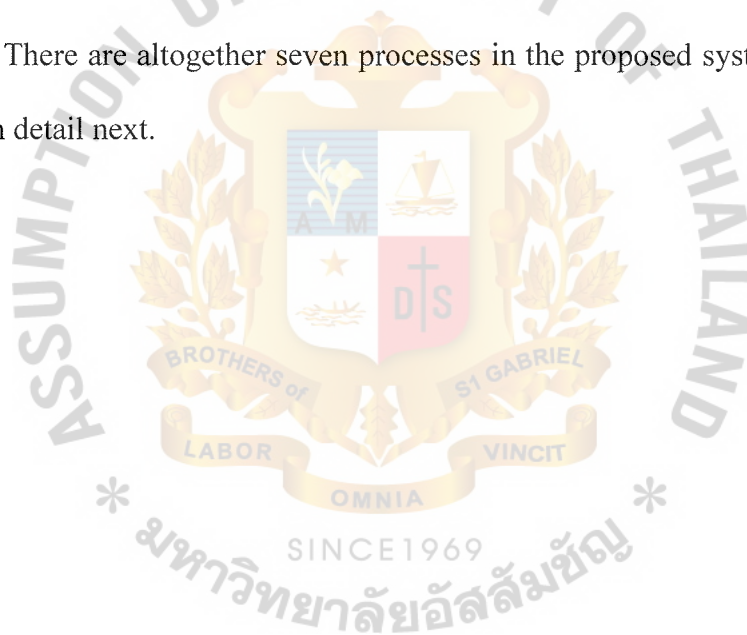 There are altogether seven processes in the proposed syst
n detail next.
ASSUMPTION
OF
THAILAND
A M
D S
BROTHERS of
ST GABRIEL
LABOR
VINCIT
OMNIA
SINCE1969
มหาวิทยาลัยอัสสัมชัญ